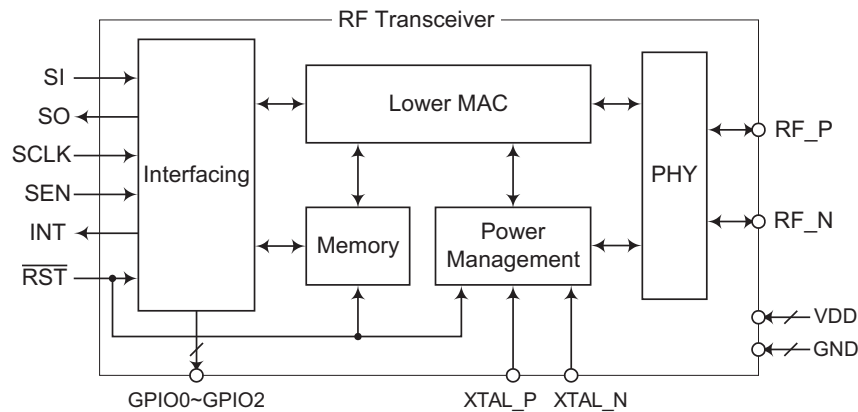 RF Transceiver
SI
SO
SCLK
SEN
INT
RST
Interfacing
Lower MAC
Memory
Power
Management
PHY
RF_P
RF_N
VDD
GND
GPIO0~GPIO2
XTAL_P
XTAL_N